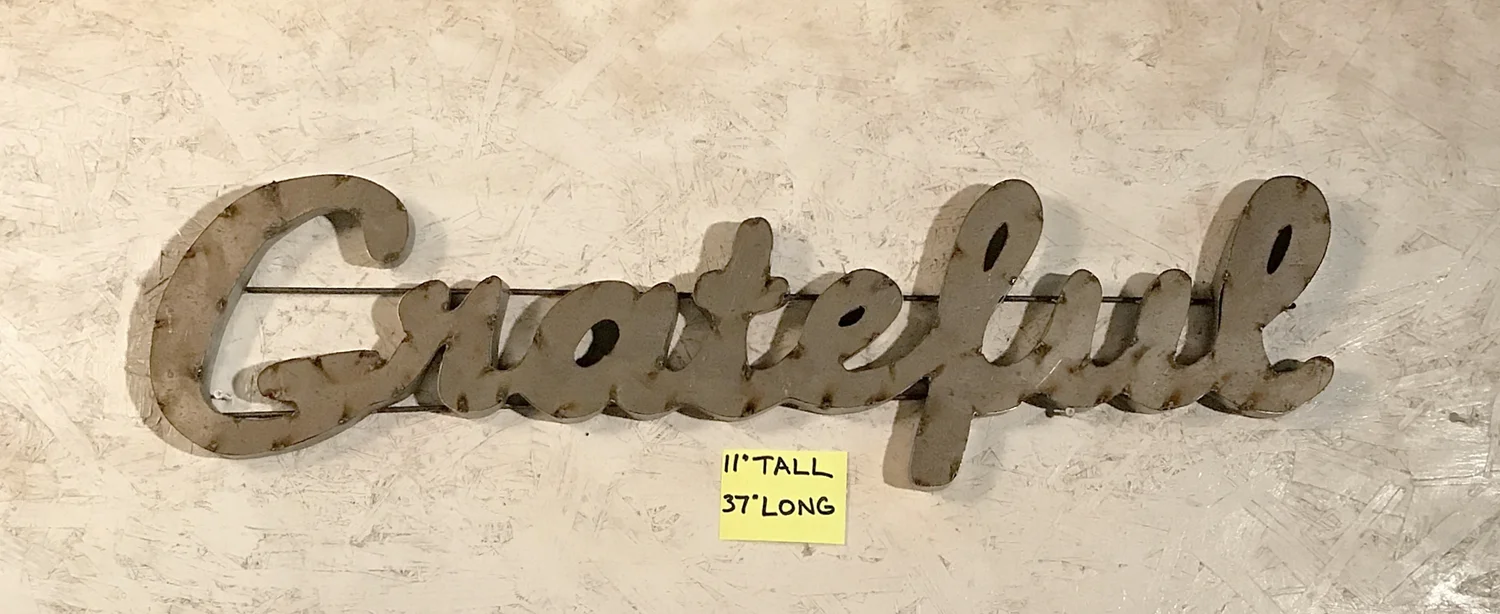 Grateful
11" TALL
37" LONG